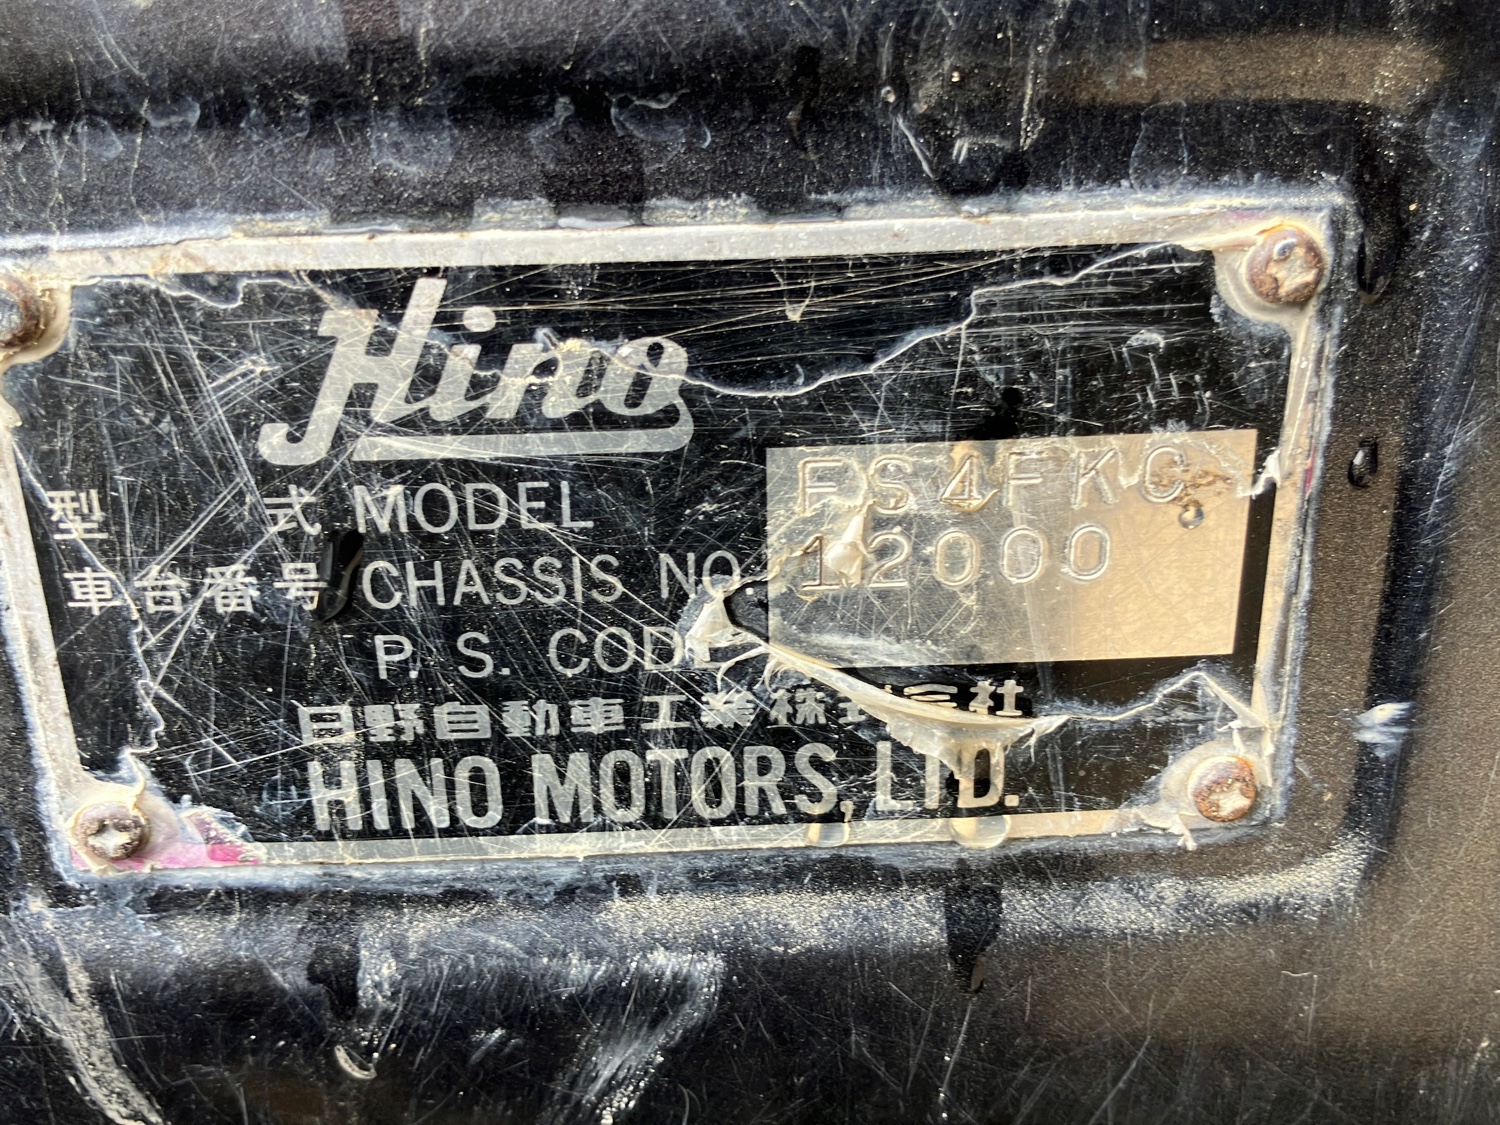 Hino
型 式 MODEL FS4FKC
車台番号 CHASSIS NO. 12000
P. S. CODE
日野自動車工業株式会社
HINO MOTORS, LTD.